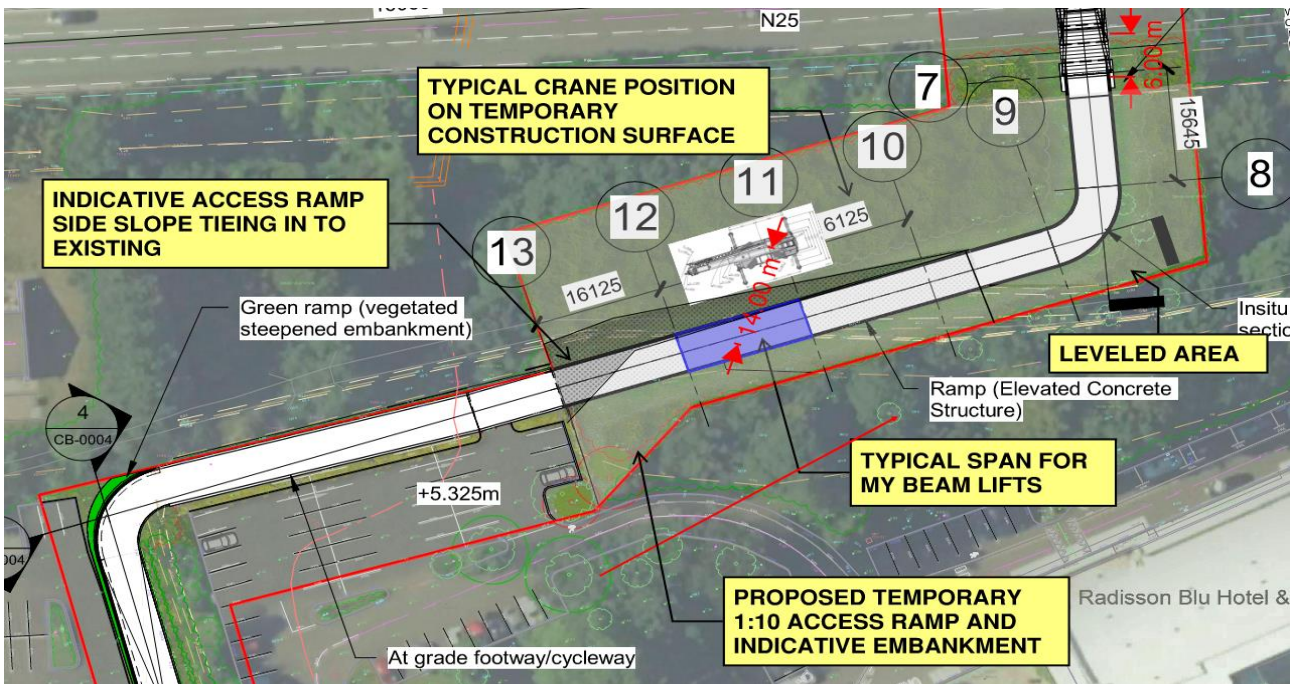 N25
TYPICAL CRANE POSITION
ON TEMPORARY
CONSTRUCTION SURFACE
7
9
6.00 m
15645
8
10
11
12
13
INDICATIVE ACCESS RAMP
SIDE SLOPE TIEING IN TO
EXISTING
6125
16125
14.00 m
Green ramp (vegetated
steepened embankment)
Insitu
LEVELED AREA
Ramp (Elevated Concrete
Structure)
4
CB-0004
TYPICAL SPAN FOR
MY BEAM LIFTS
+5.325m
004
PROPOSED TEMPORARY
1:10 ACCESS RAMP AND
INDICATIVE EMBANKMENT
Radisson Blu Hotel &
At grade footway/cycleway